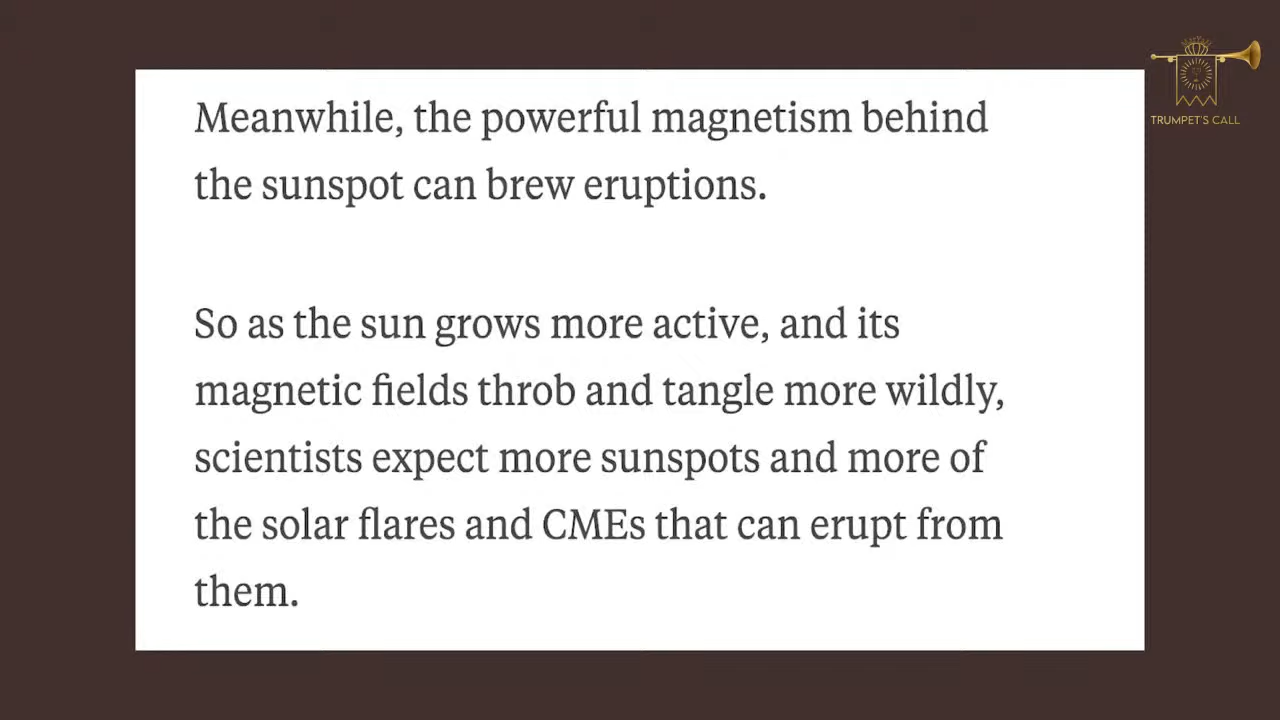 Meanwhile, the powerful magnetism behind
the sunspot can brew eruptions.
So as the sun grows more active, and its
magnetic fields throb and tangle more wildly,
scientists expect more sunspots and more of
the solar flares and CMEs that can erupt from
them.
TRUMPET'S CALL